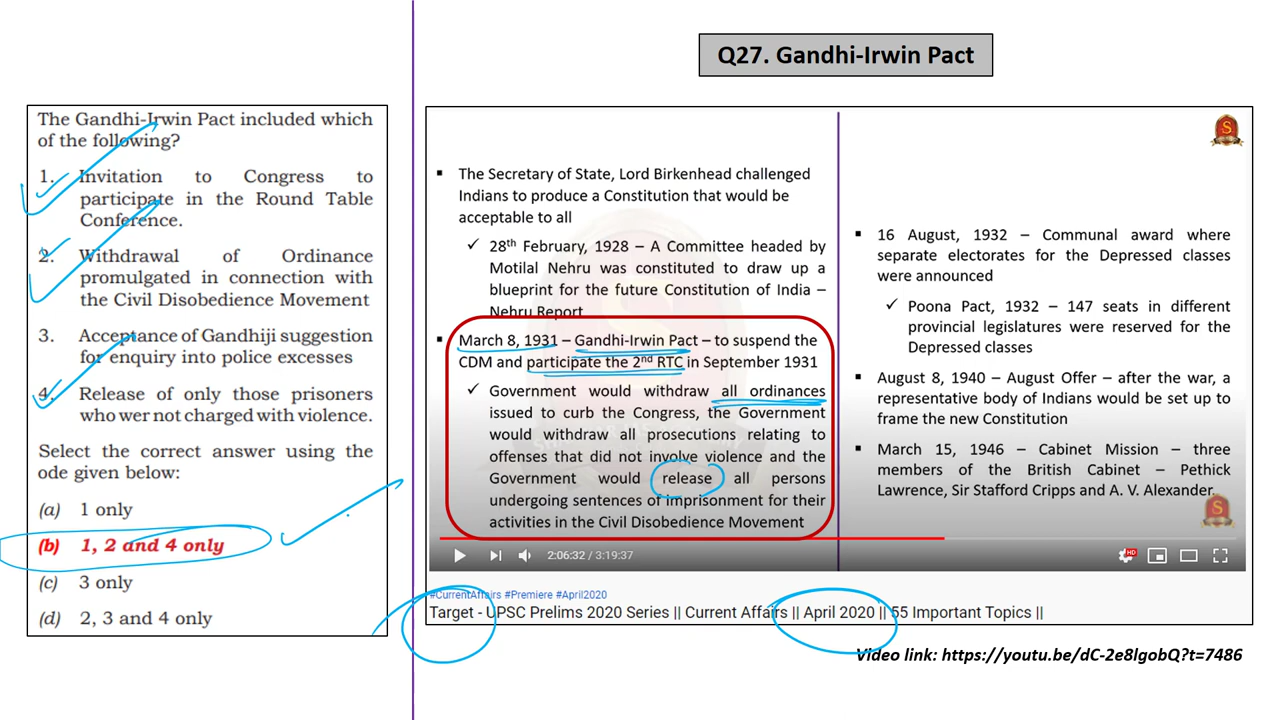 Q27. Gandhi-Irwin Pact
The Gandhi-Irwin Pact included which
of the following?
1. Invitation to Congress to
participate in the Round Table
Conference.
2. Withdrawal of Ordinance
promulgated in connection with
the Civil Disobedience Movement
3. Acceptance of Gandhiji suggestion
for enquiry into police excesses
4. Release of only those prisoners
who wer not charged with violence.
Select the correct answer using the
ode given below:
(a) 1 only
(b) 1, 2 and 4 only
(c) 3 only
(d) 2, 3 and 4 only
▪ The Secretary of State, Lord Birkenhead challenged
Indians to produce a Constitution that would be
acceptable to all
✓ 28th February, 1928 – A Committee headed by
Motilal Nehru was constituted to draw up a
blueprint for the future Constitution of India –
Nehru Report
▪ March 8, 1931 – Gandhi-Irwin Pact – to suspend the
CDM and participate the 2nd RTC in September 1931
✓ Government would withdraw all ordinances
issued to curb the Congress, the Government
would withdraw all prosecutions relating to
offenses that did not involve violence and the
Government would release all persons
undergoing sentences of imprisonment for their
activities in the Civil Disobedience Movement
S
▪ 16 August, 1932 – Communal award where
separate electorates for the Depressed classes
were announced
✓ Poona Pact, 1932 – 147 seats in different
provincial legislatures were reserved for the
Depressed classes
▪ August 8, 1940 – August Offer – after the war, a
representative body of Indians would be set up to
frame the new Constitution
▪ March 15, 1946 – Cabinet Mission – three
members of the British Cabinet – Pethick
Lawrence, Sir Stafford Cripps and A. V. Alexander.
2:06:32 / 3:19:37
HD
#CurrentAffairs #Premiere #April2020
Target - UPSC Prelims 2020 Series || Current Affairs || April 2020 || 55 Important Topics ||
Video link: https://youtu.be/dC-2e8lgobQ?t=7486